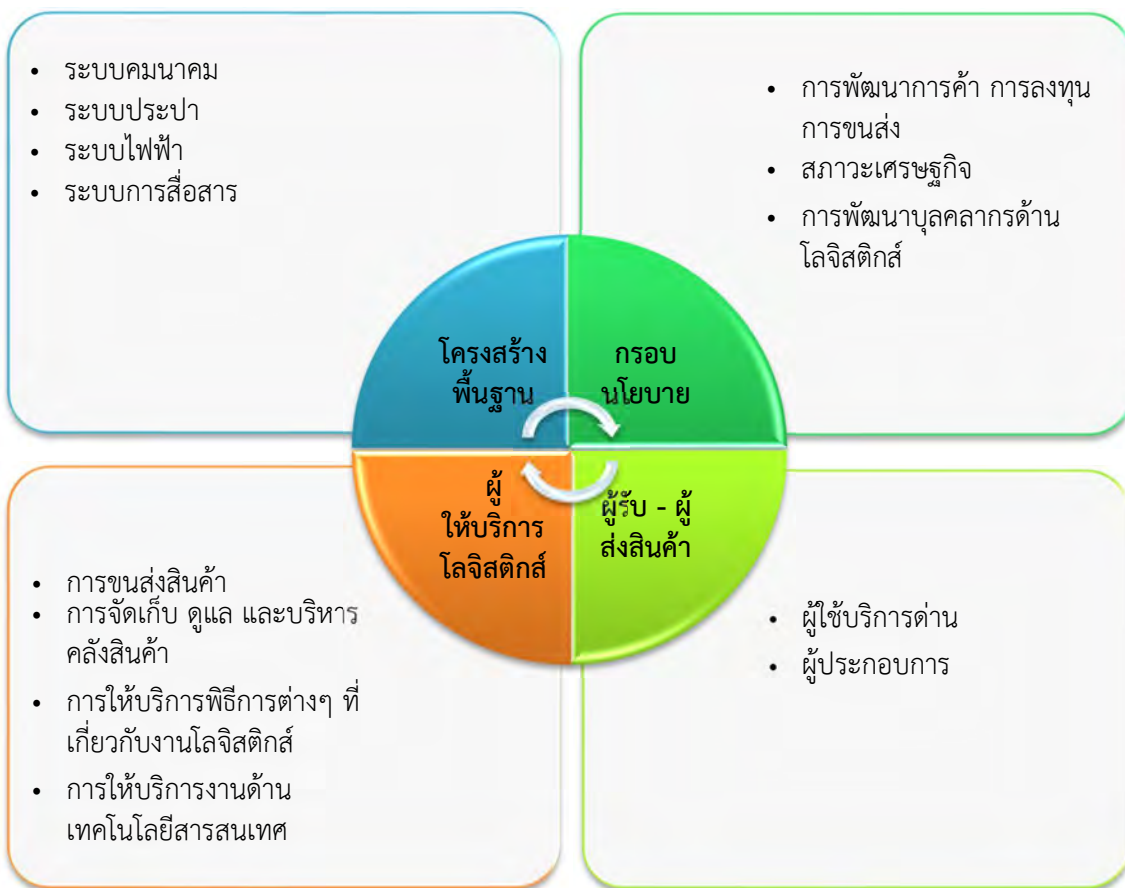 • ระบบคมนาคม
• ระบบประปา
• ระบบไฟฟ้า
• ระบบการสื่อสาร
• การพัฒนาการค้า การลงทุน
การขนส่ง
• สภาวะเศรษฐกิจ
• การพัฒนาบุลคลากรด้าน
โลจิสติกส์
โครงสร้าง
พื้นฐาน
กรอบ
นโยบาย
ผู้
ให้บริการ
โลจิสติกส์
ผู้รับ - ผู้
ส่งสินค้า
• การขนส่งสินค้า
• การจัดเก็บ ดูแล และบริหาร
คลังสินค้า
• การให้บริการพิธีการต่างๆ ที่
เกี่ยวกับงานโลจิสติกส์
• การให้บริการงานด้าน
เทคโนโลยีสารสนเทศ
• ผู้ใช้บริการด่าน
• ผู้ประกอบการ